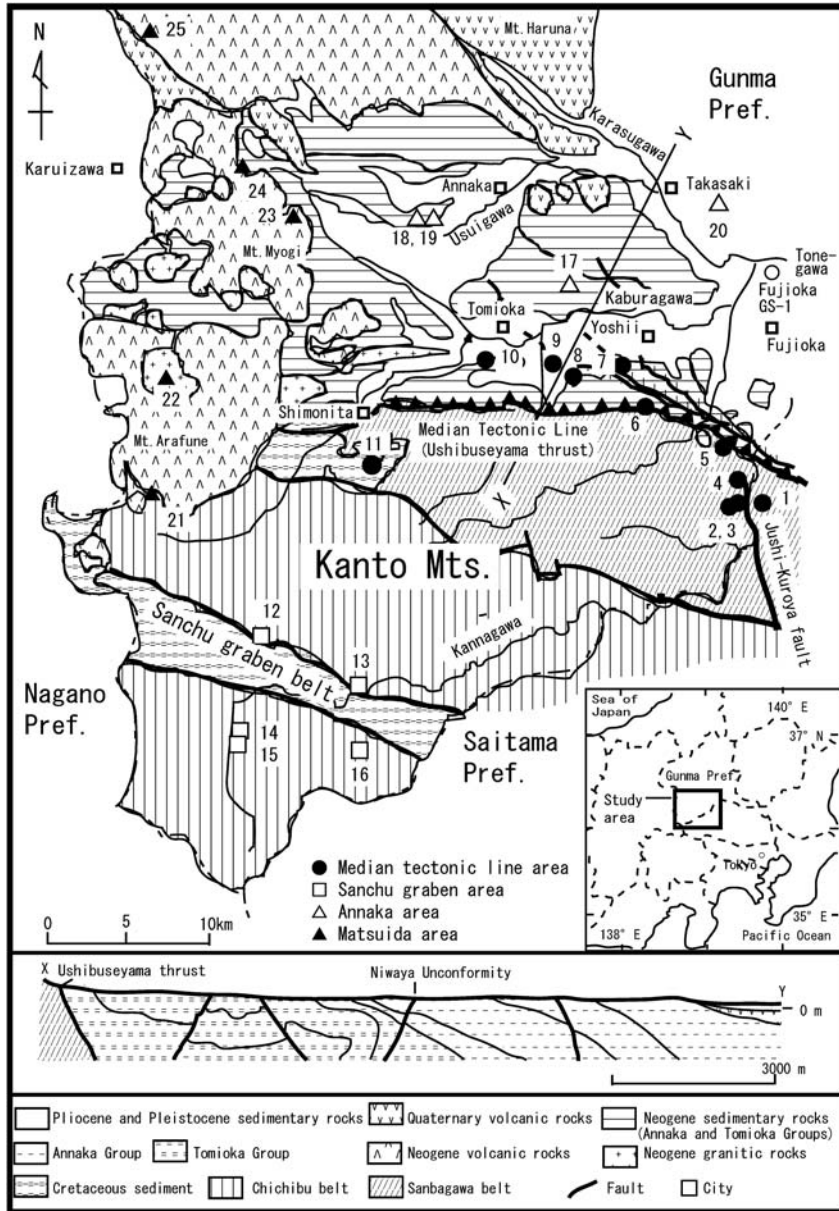 25
Mt.Haruna
N
Gunma
Pref.
Karasugawa
Y
Karuizawa
24
Annaka
Takasaki
23
18,19
Usuigawa
20
Mt.Myogi
17
Tone-
gawa
Kaburagawa
Fujioka
GS-1
Tomioka
Yoshii
Fujioka
10
9
8
7
22
Shimonita
6
Mt.Arafune
11
Median Tectonic Line
(Ushibuseyama thrust)
5
4
1
X
2,3
21
Kanto Mts.
Jushi-Kuroya fault
12
Sanchu graben belt
13
Kannagawa
Nagano
Pref.
14
15
16
Saitama
Pref.
Sea of
Japan
140° E
37° N
Gunma Pref.
Study
area
Tokyo
35° E
138° E
Pacific Ocean
Median tectonic line area
Sanchu graben area
Annaka area
Matsuida area
0 5 10km
X Ushibuseyama thrust
Niwaya Unconformity
Y
0 m
3000 m
Pliocene and Pleistocene sedimentary rocks
Quaternary volcanic rocks
Neogene sedimentary rocks
(Annaka and Tomioka Groups)
Annaka Group
Tomioka Group
Neogene volcanic rocks
Neogene granitic rocks
Cretaceous sediment
Chichibu belt
Sanbagawa belt
Fault
City